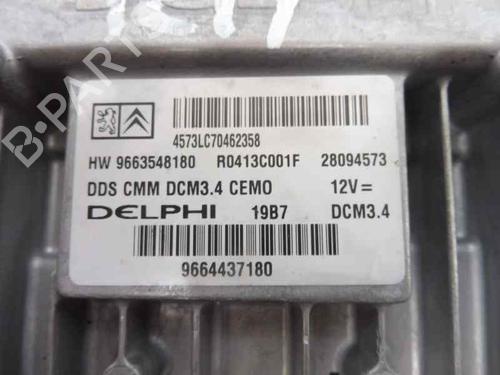 4573LC70462358
HW 9663548180 R0413C001F 28094573
DDS CMM DCM3.4 CEMO 12V=
DELPHI 19B7 DCM3.4
9664437180
B-PARTS